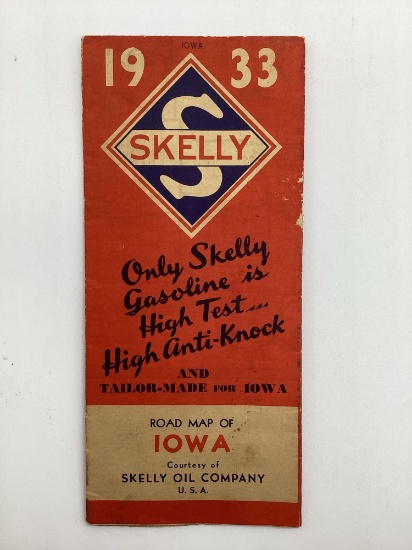 IOWA
19 33
S
SKELLY
Only Skelly
Gasoline is
High Test...
High Anti-Knock
AND
TAILOR-MADE FOR IOWA
ROAD MAP OF
IOWA
Courtesy of
SKELLY OIL COMPANY
U.S.A.